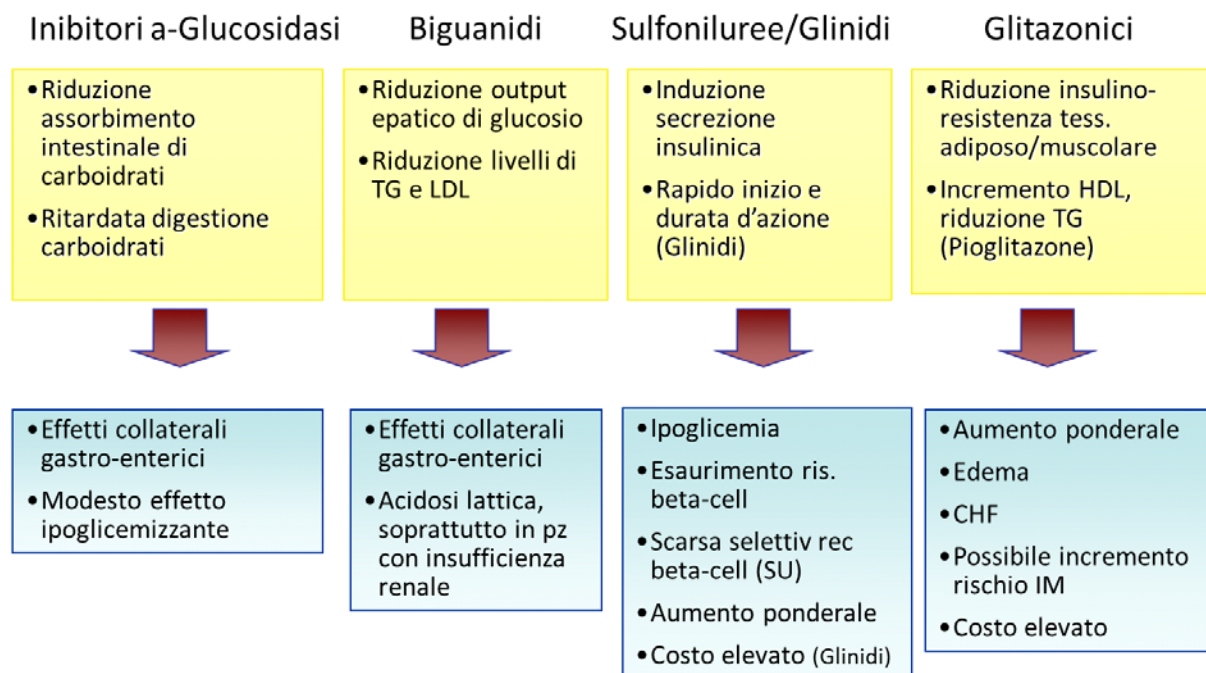 Inibitori a-Glucosidasi
•Riduzione
assorbimento
intestinale di
carboidrati
•Ritardata digestione
carboidrati
•Effetti collaterali
gastro-enterici
•Modesto effetto
ipoglicemizzante
Biguanidi
•Riduzione output
epatico di glucosio
•Riduzione livelli di
TG e LDL
•Effetti collaterali
gastro-enterici
•Acidosi lattica,
soprattutto in pz
con insufficienza
renale
Sulfoniluree/Glinidi
•Induzione
secrezione
insulinica
•Rapido inizio e
durata d’azione
(Glinidi)
•Ipoglicemia
•Esaurimento ris.
beta-cell
•Scarsa selettiv rec
beta-cell (SU)
•Aumento ponderale
•Costo elevato (Glinidi)
Glitazonici
•Riduzione insulino-
resistenza tess.
adiposo/muscolare
•Incremento HDL,
riduzione TG
(Pioglitazone)
•Aumento ponderale
•Edema
•CHF
•Possibile incremento
rischio IM
•Costo elevato